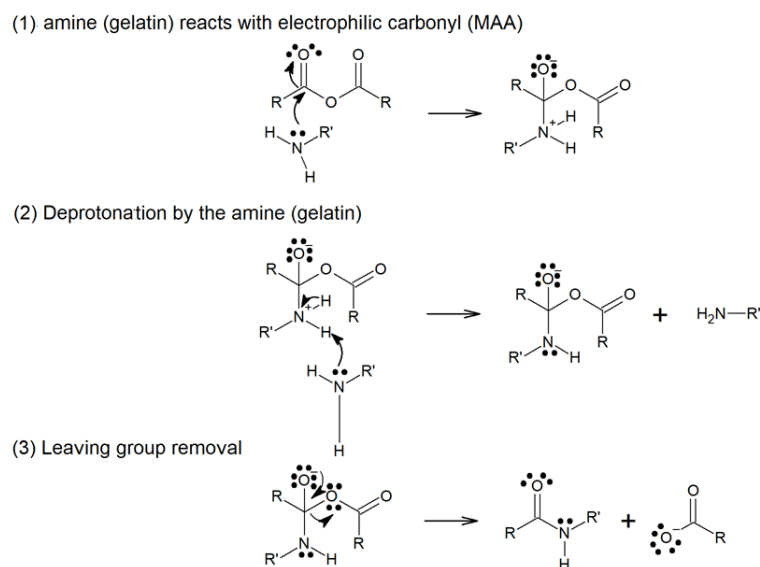 (1) amine (gelatin) reacts with electrophilic carbonyl (MAA)
O O
R O R
H R'
N
H
R O⁻ O O
N⁺ H
R' H R
(2) Deprotonation by the amine (gelatin)
O⁻
R O O
N⁺ H R
R' H
H R'
N
H
O⁻
R O O
N R
R' H
+ H₂N—R'
(3) Leaving group removal
O⁻
R O O
N R
R' H
O
R N R'
H
+
O⁻ O
R